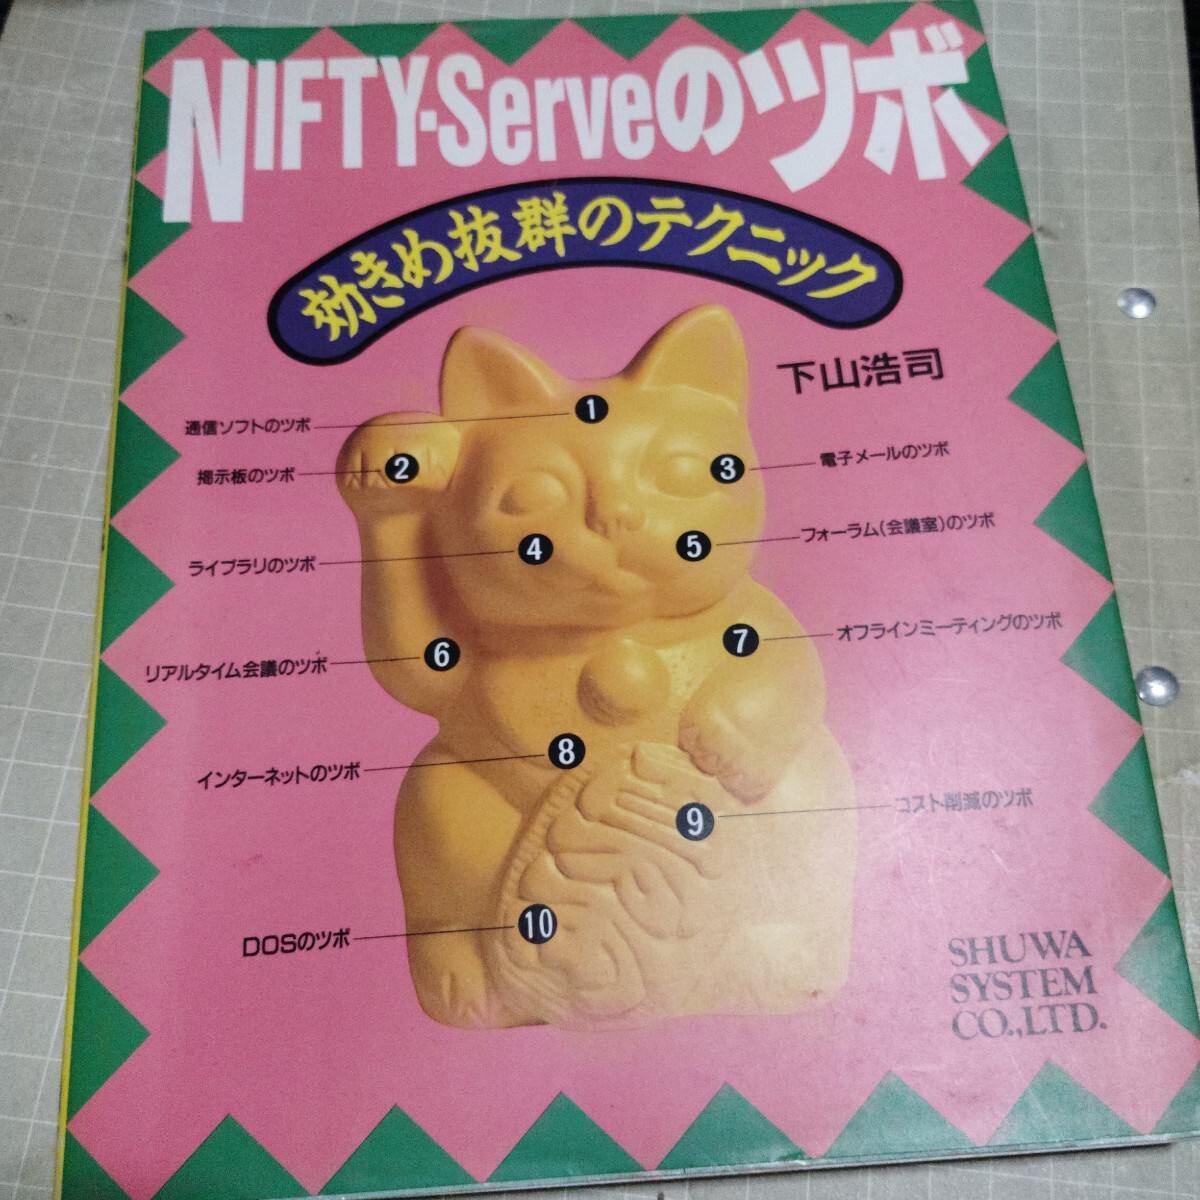 NIFTY-Serveのツボ
効きめ抜群のテクニック
下山浩司
1
通信ソフトのツボ
2
掲示板のツボ
3
電子メールのツボ
4
ライブラリのツボ
5
フォーラム(会議室)のツボ
6
リアルタイム会議のツボ
7
オフラインミーティングのツボ
8
インターネットのツボ
9
コスト削減のツボ
10
DOSのツボ
SHUWA
SYSTEM
CO.,LTD.